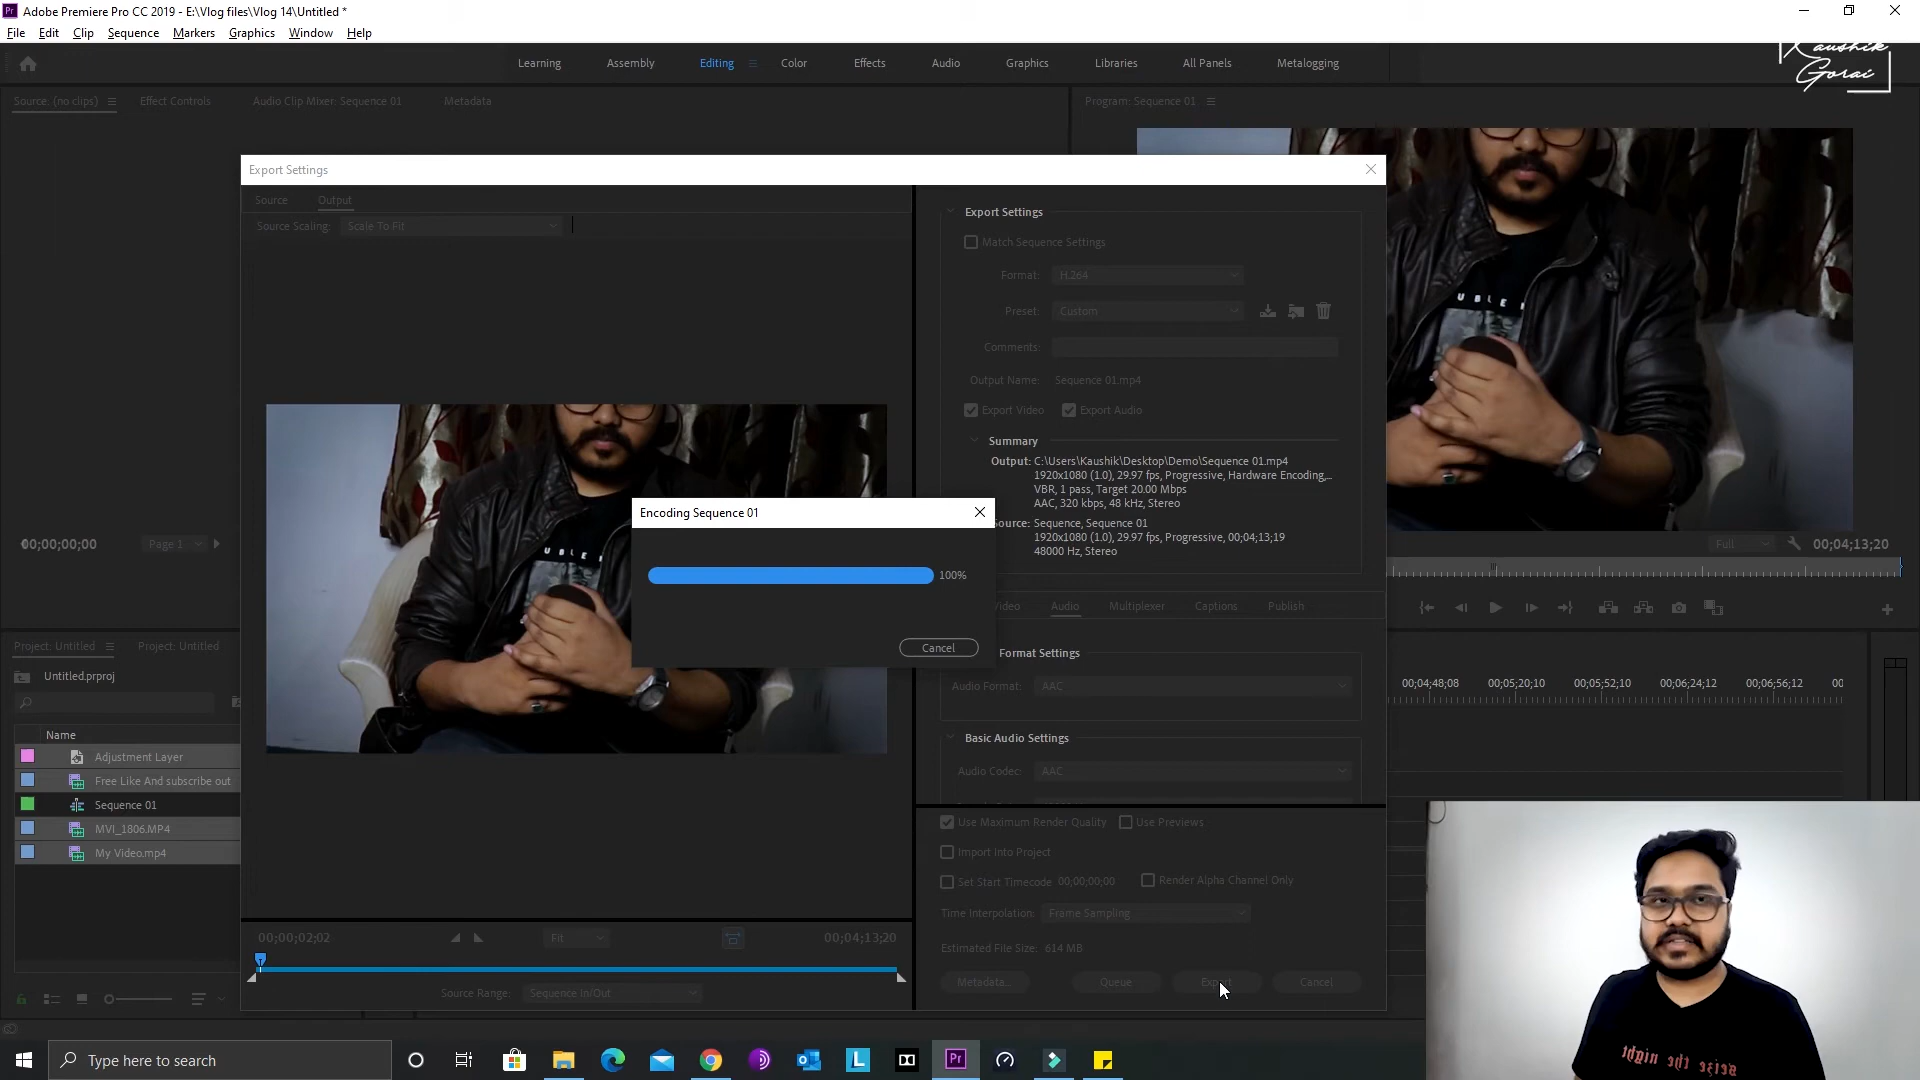 Adobe Premiere Pro CC 2019 - E:\Vlog files\Vlog 14\Untitled *
File Edit Clip Sequence Markers Graphics Window Help
Kaushik
Gorai
Learning Assembly Editing Color Effects Audio Graphics Libraries All Panels Metalogging
Source: (no clips) Effect Controls Audio Clip Mixer: Sequence 01 Metadata
Program: Sequence 01
Export Settings
Source Output
Source Scaling: Scale To Fit
Export Settings
Match Sequence Settings
Format: H.264
Preset: Custom
Comments:
Output Name: Sequence 01.mp4
Export Video Export Audio
Summary
Output: C:\Users\Kaushik\Desktop\Demo\Sequence 01.mp4
1920x1080 (1.0), 29.97 fps, Progressive, Hardware Encoding,...
VBR, 1 pass, Target 20.00 Mbps
AAC, 320 kbps, 48 kHz, Stereo
Source: Sequence, Sequence 01
1920x1080 (1.0), 29.97 fps, Progressive, 00;04;13;19
48000 Hz, Stereo
Encoding Sequence 01
100%
Cancel
Video Audio Multiplexer Captions Publish
Format Settings
Audio Format: AAC
Basic Audio Settings
Audio Codec: AAC
Use Maximum Render Quality Use Previews
Import Into Project
Set Start Timecode 00;00;00;00 Render Alpha Channel Only
Time Interpolation: Frame Sampling
Estimated File Size: 614 MB
Metadata... Queue Export Cancel
00;00;02;02 Fit 00;04;13;20
Source Range: Sequence In/Out
00;00;00;00 Page 1
Full 00;04;13;20
Project: Untitled Project: Untitled
Untitled.prproj
Name
Adjustment Layer
Free Like And subscribe out
Sequence 01
MVI_1806.MP4
My Video.mp4
00;04;48;08 00;05;20;10 00;05;52;10 00;06;24;12 00;06;56;12 00
seize the night
Type here to search